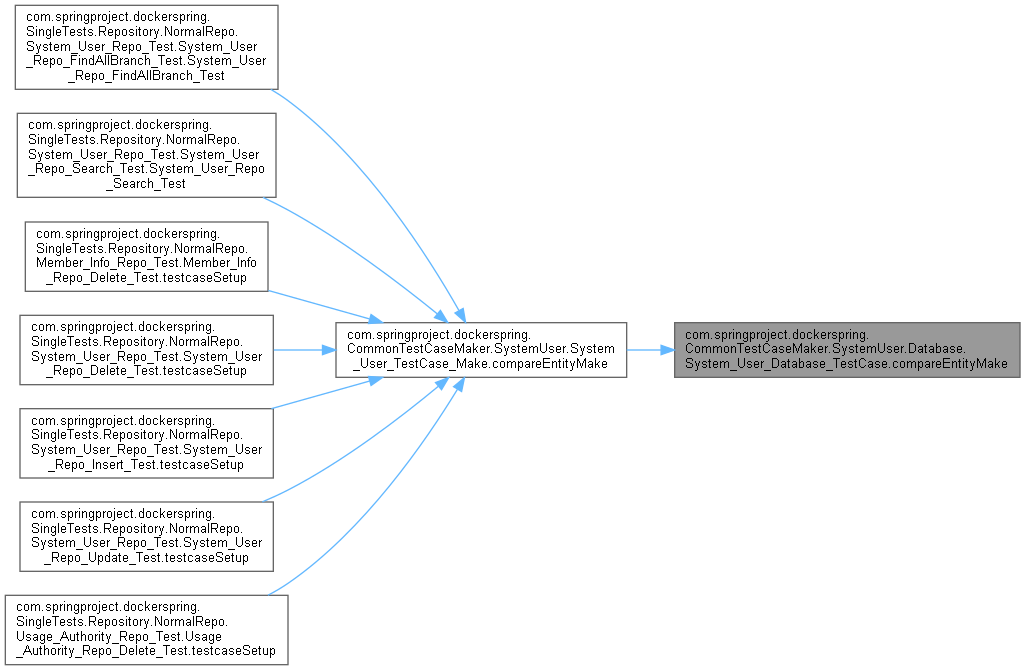 com.springproject.dockerspring.
SingleTests.Repository.NormalRepo.
System_User_Repo_Test.System_User
_Repo_FindAllBranch_Test.System_User
_Repo_FindAllBranch_Test
com.springproject.dockerspring.
SingleTests.Repository.NormalRepo.
System_User_Repo_Test.System_User
_Repo_Search_Test.System_User_Repo
_Search_Test
com.springproject.dockerspring.
SingleTests.Repository.NormalRepo.
Member_Info_Repo_Test.Member_Info
_Repo_Delete_Test.testcaseSetup
com.springproject.dockerspring.
SingleTests.Repository.NormalRepo.
System_User_Repo_Test.System_User
_Repo_Delete_Test.testcaseSetup
com.springproject.dockerspring.
SingleTests.Repository.NormalRepo.
System_User_Repo_Test.System_User
_Repo_Insert_Test.testcaseSetup
com.springproject.dockerspring.
SingleTests.Repository.NormalRepo.
System_User_Repo_Test.System_User
_Repo_Update_Test.testcaseSetup
com.springproject.dockerspring.
SingleTests.Repository.NormalRepo.
Usage_Authority_Repo_Test.Usage
_Authority_Repo_Delete_Test.testcaseSetup
com.springproject.dockerspring.
CommonTestCaseMaker.SystemUser.System
_User_TestCase_Make.compareEntityMake
com.springproject.dockerspring.
CommonTestCaseMaker.SystemUser.Database.
System_User_Database_TestCase.compareEntityMake